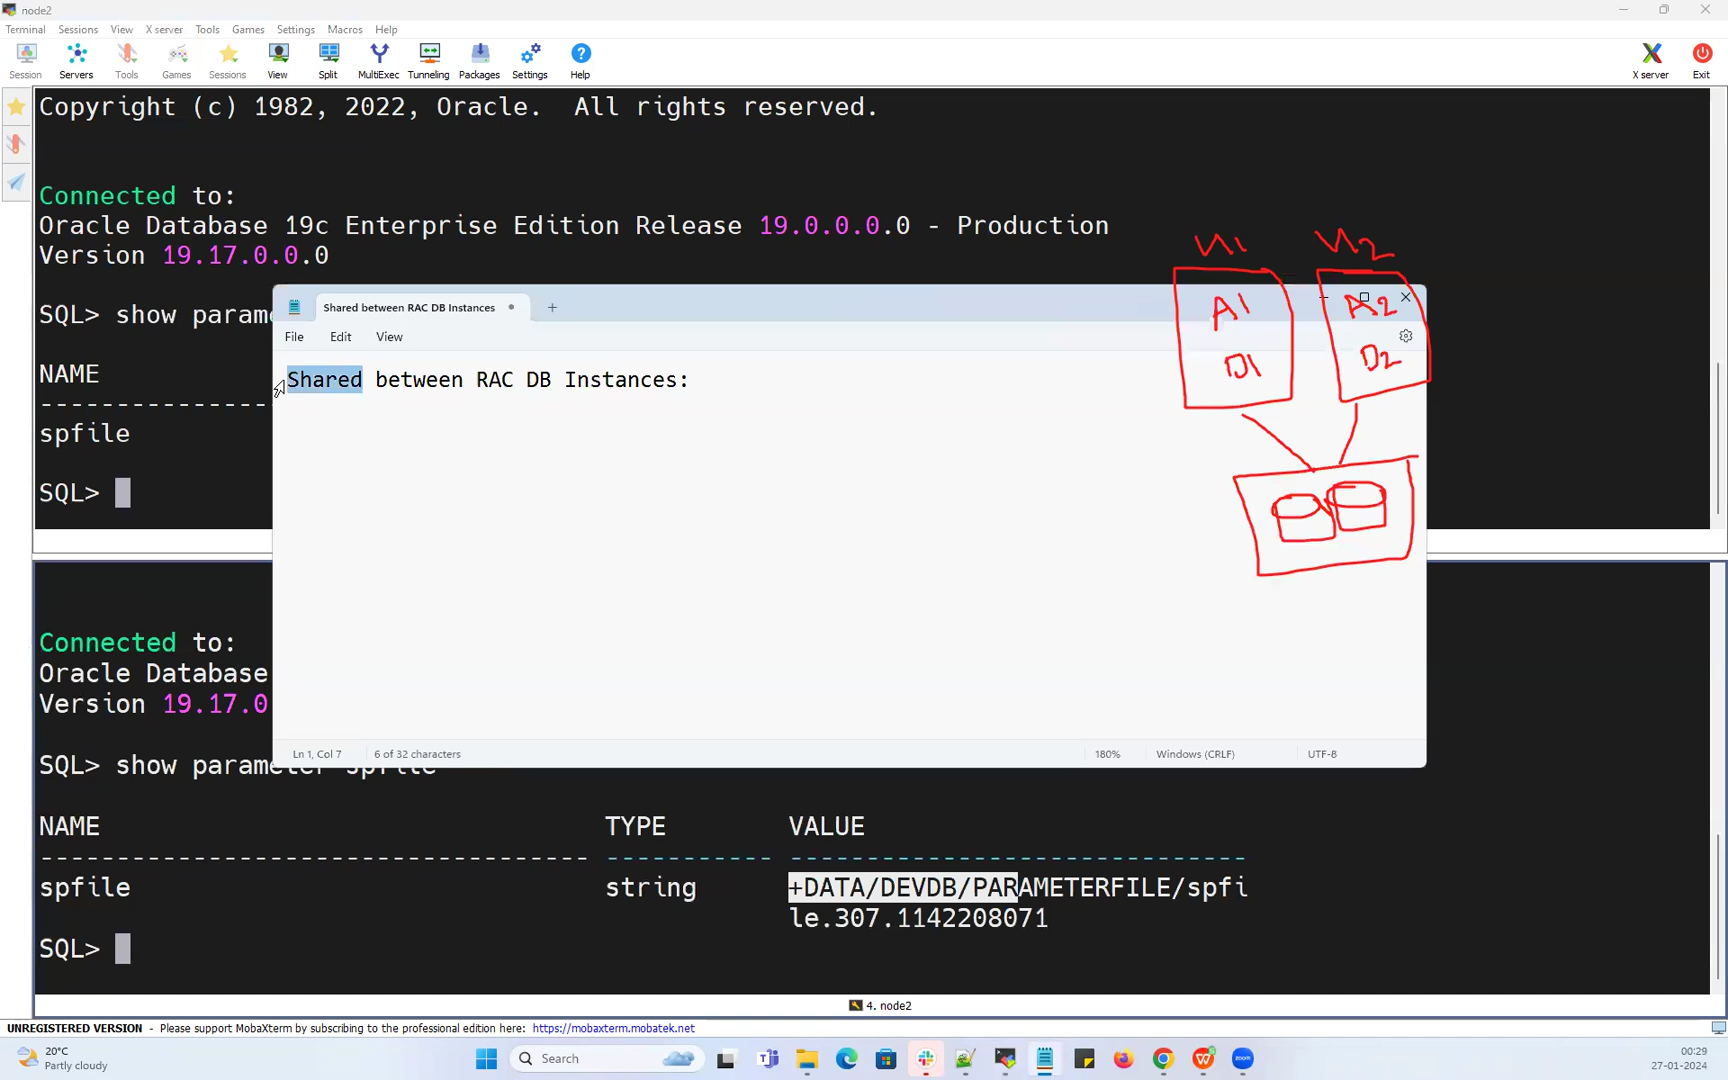 node2
Terminal Sessions View X server Tools Games Settings Macros Help
Session Servers Tools Games Sessions View Split MultiExec Tunneling Packages Settings Help X server Exit
Copyright (c) 1982, 2022, Oracle.  All rights reserved.
Connected to:
Oracle Database 19c Enterprise Edition Release 19.0.0.0.0 - Production
Version 19.17.0.0.0
SQL> show parame
NAME
---------------
spfile
SQL>
Shared between RAC DB Instances
File Edit View
Shared between RAC DB Instances:
N1 N2
A1 A2
D1 D2
Ln 1, Col 7 6 of 32 characters 180% Windows (CRLF) UTF-8
Connected to:
Oracle Database
Version 19.17.0
SQL> show parameter spfile
NAME TYPE VALUE
------------------------------------ ----------- ------------------------------
spfile string +DATA/DEVDB/PARAMETERFILE/spfi
le.307.1142208071
SQL>
4. node2
UNREGISTERED VERSION - Please support MobaXterm by subscribing to the professional edition here: https://mobaxterm.mobatek.net
20°C
Partly cloudy
Search
00:29
27-01-2024